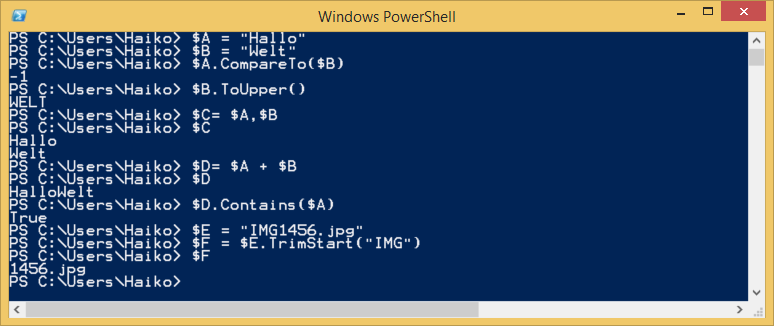 Windows PowerShell
PS C:\Users\Haiko> $A = "Hallo"
PS C:\Users\Haiko> $B = "Welt"
PS C:\Users\Haiko> $A.CompareTo($B)
-1
PS C:\Users\Haiko> $B.ToUpper()
WELT
PS C:\Users\Haiko> $C= $A,$B
PS C:\Users\Haiko> $C
Hallo
Welt
PS C:\Users\Haiko> $D= $A + $B
PS C:\Users\Haiko> $D
HalloWelt
PS C:\Users\Haiko> $D.Contains($A)
True
PS C:\Users\Haiko> $E = "IMG1456.jpg"
PS C:\Users\Haiko> $F = $E.TrimStart("IMG")
PS C:\Users\Haiko> $F
1456.jpg
PS C:\Users\Haiko>